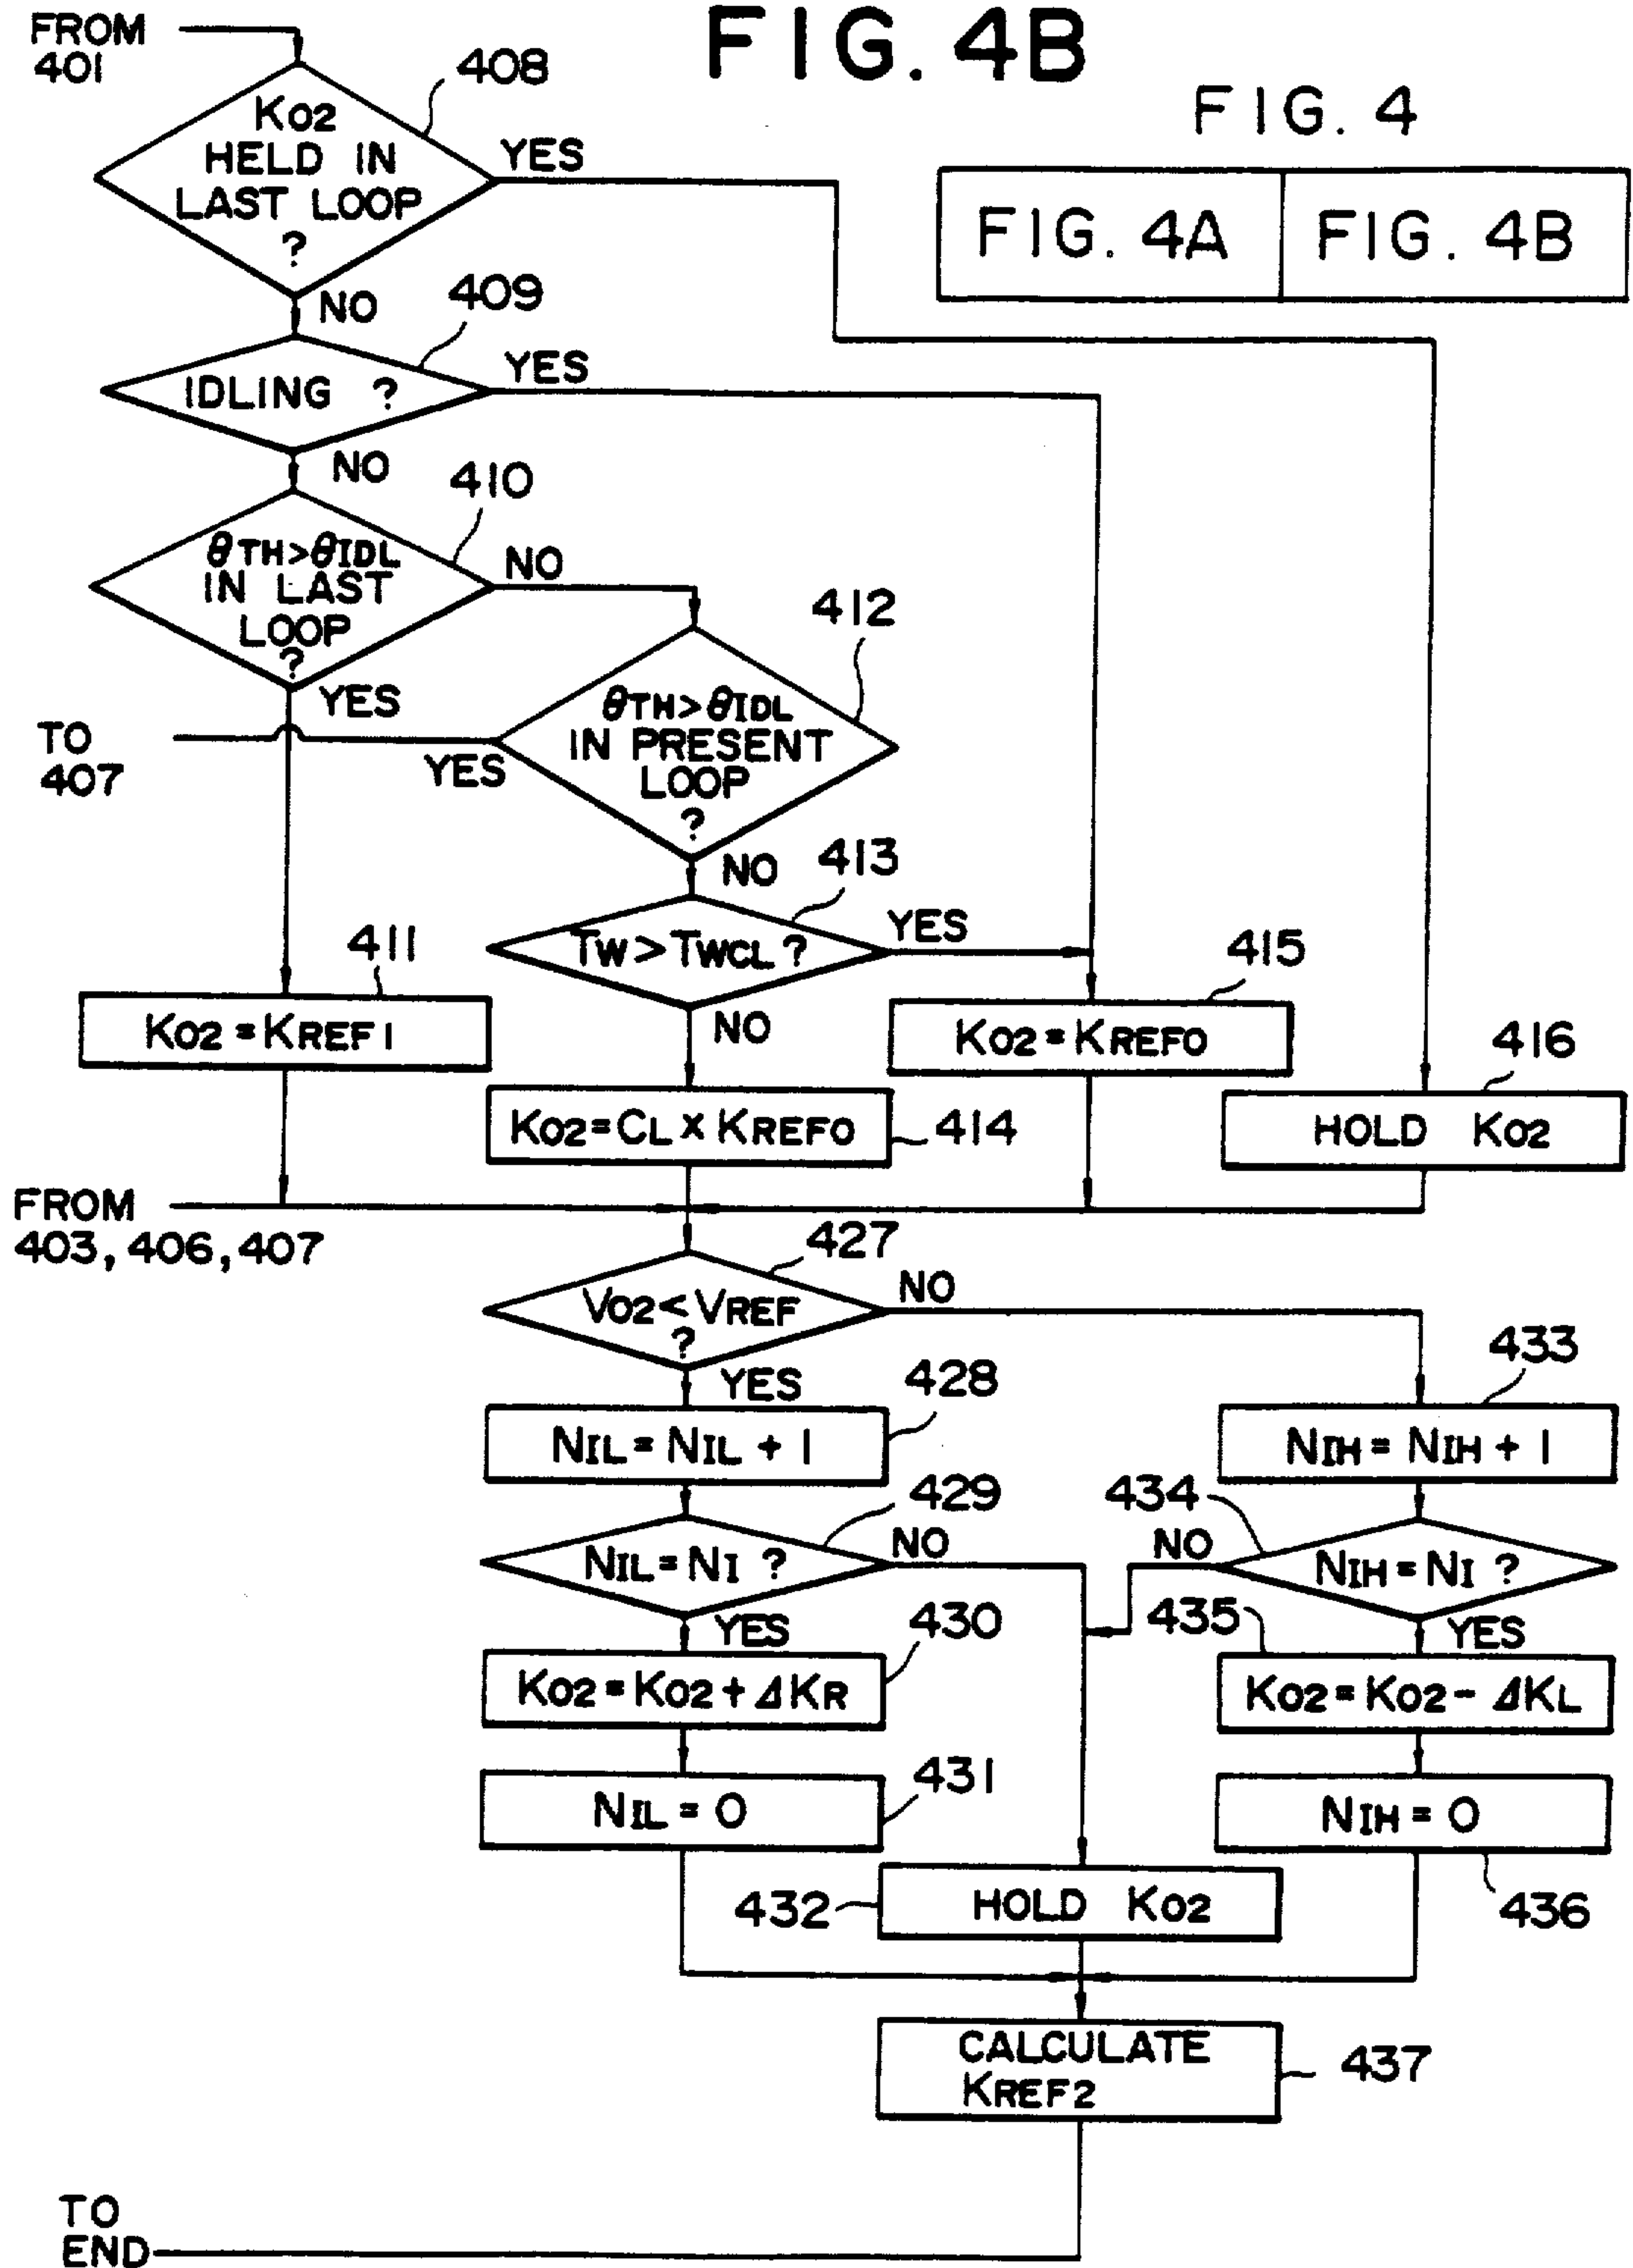 FIG. 4B
FROM
401
408
KO2
HELD IN
LAST LOOP
?
YES
NO
FIG. 4
FIG. 4A
FIG. 4B
409
IDLING ?
YES
NO
410
θTH>θIDL
IN LAST
LOOP
?
NO
YES
412
θTH>θIDL
IN PRESENT
LOOP
?
YES
NO
TO
407
413
TW>TWCL?
YES
NO
411
KO2=KREF1
415
KO2=KREF0
416
HOLD KO2
KO2=CL×KREF0
414
FROM
403, 406, 407
427
VO2<VREF
?
NO
YES
428
NIL=NIL+1
433
NIH=NIH+1
429
NIL=NI ?
NO
YES
434
NIH=NI ?
NO
YES
430
KO2=KO2+ΔKR
435
KO2=KO2-ΔKL
431
NIL=0
NIH=0
436
432
HOLD KO2
CALCULATE
KREF2
437
TO
END